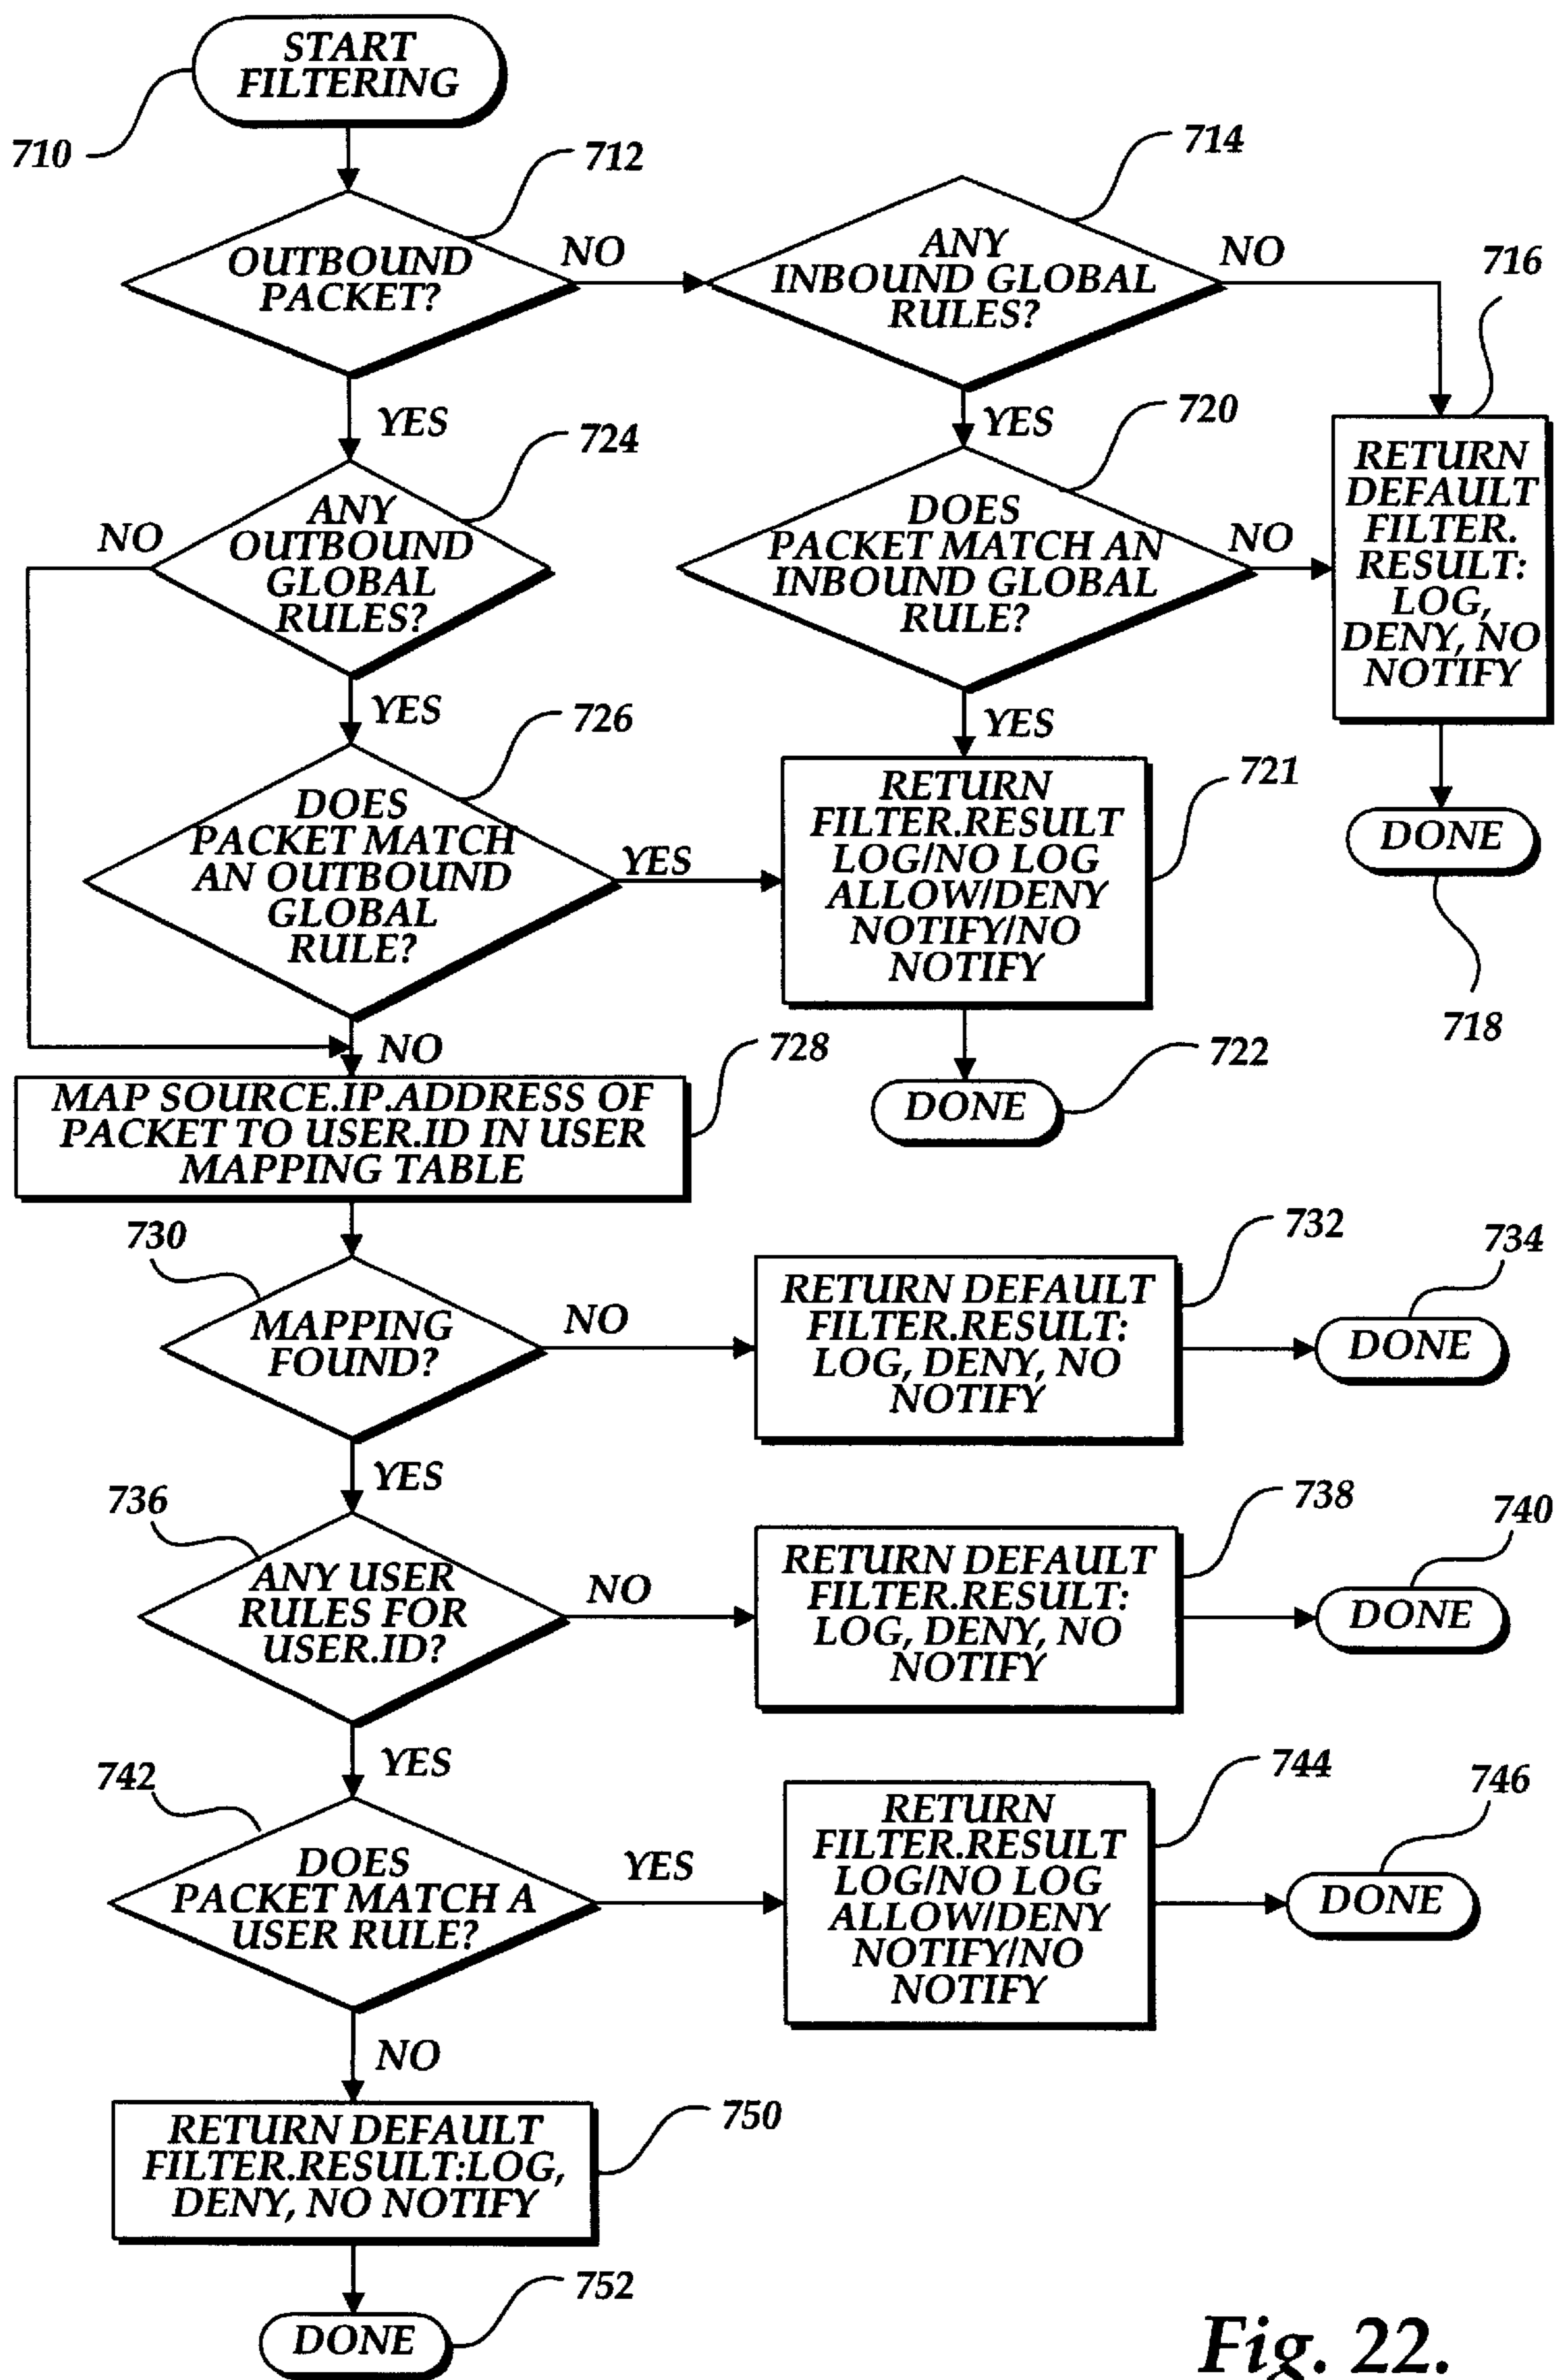 START
FILTERING
710
712
OUTBOUND
PACKET?
NO
714
ANY
INBOUND GLOBAL
RULES?
NO
716
YES
724
YES
720
RETURN
DEFAULT
FILTER.
RESULT:
LOG,
DENY, NO
NOTIFY
NO
ANY
OUTBOUND
GLOBAL
RULES?
DOES
PACKET MATCH AN
INBOUND GLOBAL
RULE?
NO
YES
726
YES
DOES
PACKET MATCH
AN OUTBOUND
GLOBAL
RULE?
YES
RETURN
FILTER.RESULT
LOG/NO LOG
ALLOW/DENY
NOTIFY/NO
NOTIFY
721
DONE
718
NO
728
722
DONE
MAP SOURCE.IP.ADDRESS OF
PACKET TO USER.ID IN USER
MAPPING TABLE
730
MAPPING
FOUND?
NO
RETURN DEFAULT
FILTER.RESULT:
LOG, DENY, NO
NOTIFY
732
734
DONE
YES
736
ANY USER
RULES FOR
USER.ID?
NO
RETURN DEFAULT
FILTER.RESULT:
LOG, DENY, NO
NOTIFY
738
740
DONE
YES
742
DOES
PACKET MATCH A
USER RULE?
YES
RETURN
FILTER.RESULT
LOG/NO LOG
ALLOW/DENY
NOTIFY/NO
NOTIFY
744
746
DONE
NO
RETURN DEFAULT
FILTER.RESULT:LOG,
DENY, NO NOTIFY
750
752
DONE
Fig. 22.